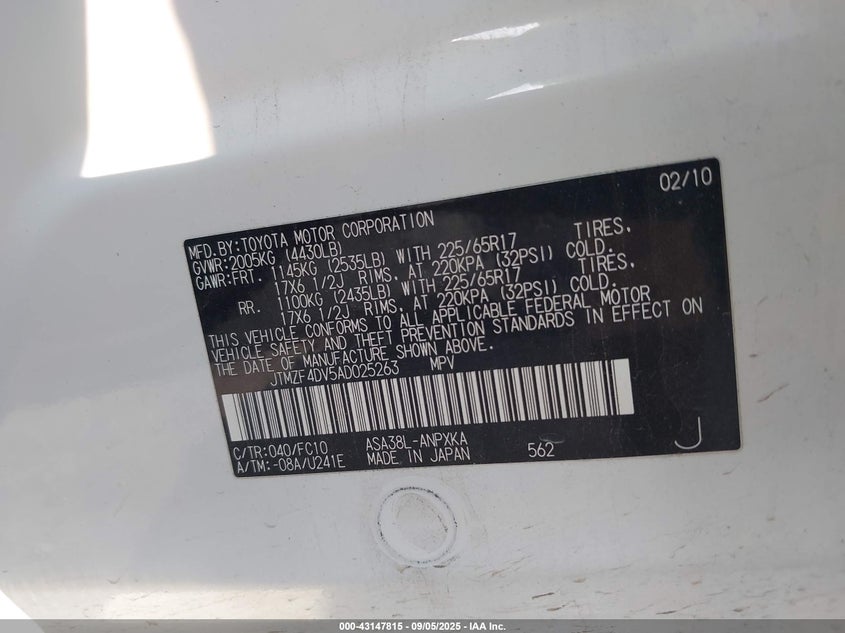 02/10
MFD.BY:TOYOTA MOTOR CORPORATION
GVWR:2005KG (4430LB)
GAWR:FRT. 1145KG (2535LB) WITH 225/65R17 TIRES,
17X6 1/2J RIMS, AT 220KPA (32PSI) COLD.
RR. 1100KG (2435LB) WITH 225/65R17 TIRES,
17X6 1/2J RIMS, AT 220KPA (32PSI) COLD.
THIS VEHICLE CONFORMS TO ALL APPLICABLE FEDERAL MOTOR
VEHICLE SAFETY AND THEFT PREVENTION STANDARDS IN EFFECT ON
THE DATE OF MANUFACTURE SHOWN ABOVE.
JTMZF4DV5AD025263 MPV
C/TR:040/FC10 ASA38L-ANPXKA
A/TM:-08A/U241E MADE IN JAPAN 562 J
000-43147815 - 09/05/2025 - IAA Inc.